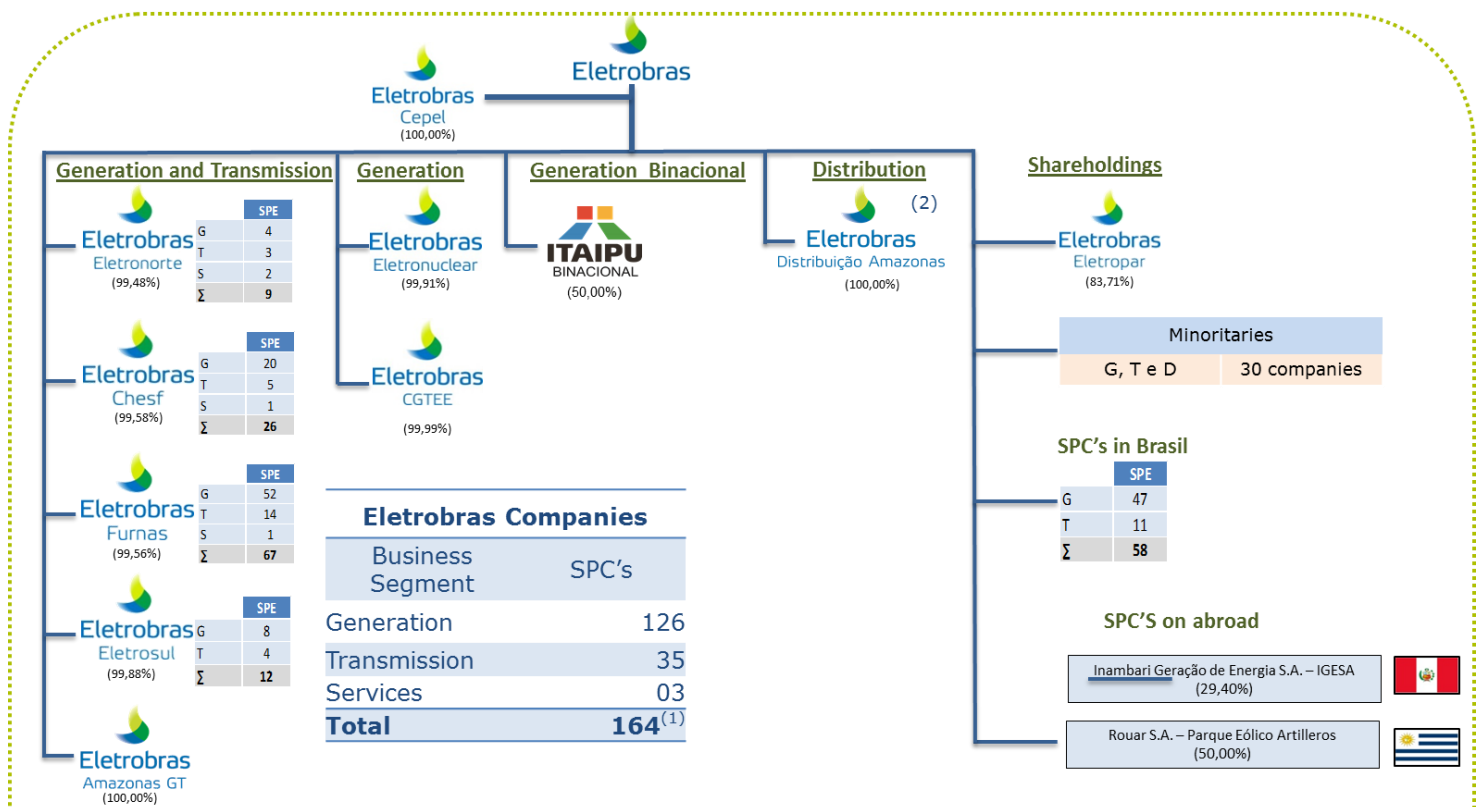 Eletrobras
Eletrobras
Cepel
(100,00%)
Generation and Transmission
Eletrobras
Eletronorte
(99,48%)
SPE
G 4
T 3
S 2
∑ 9
Eletrobras
Chesf
(99,58%)
SPE
G 20
T 5
S 1
∑ 26
Eletrobras
Furnas
(99,56%)
SPE
G 52
T 14
S 1
∑ 67
Eletrobras
Eletrosul
(99,88%)
SPE
G 8
T 4
∑ 12
Eletrobras
Amazonas GT
(100,00%)
Generation
Eletrobras
Eletronuclear
(99,91%)
Eletrobras
CGTEE
(99,99%)
Generation Binacional
ITAIPU
BINACIONAL
(50,00%)
Distribution
(2)
Eletrobras
Distribuição Amazonas
(100,00%)
Shareholdings
Eletrobras
Eletropar
(83,71%)
Minoritaries
G, T e D 30 companies
SPC's in Brasil
SPE
G 47
T 11
∑ 58
SPC'S on abroad
Inambari Geração de Energia S.A. – IGESA
(29,40%)
Rouar S.A. – Parque Eólico Artilleros
(50,00%)
Eletrobras Companies
Business
Segment
SPC's
Generation 126
Transmission 35
Services 03
Total 164(1)